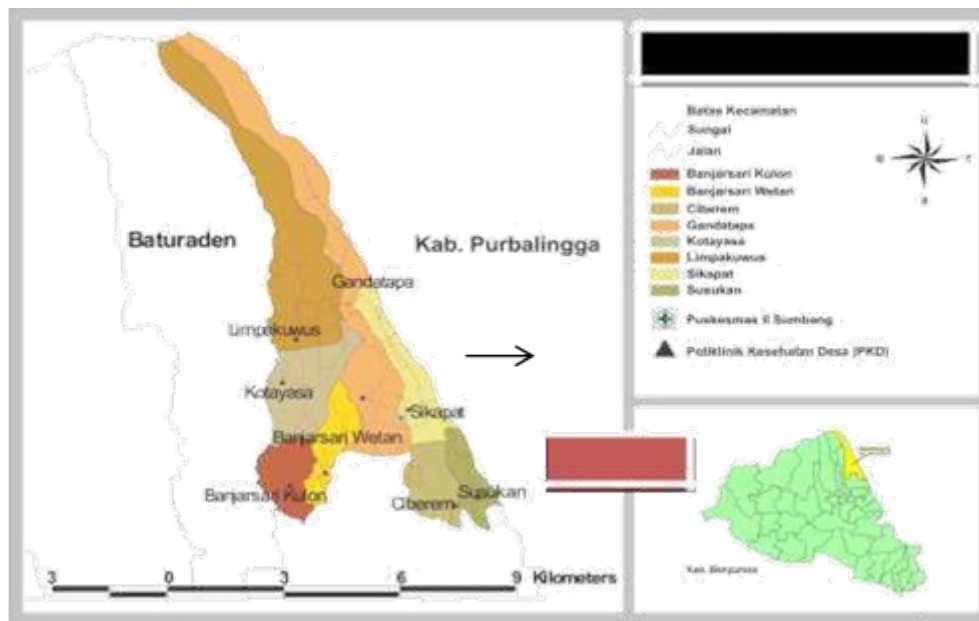 Baturaden
Kab. Purbalingga
Gandatapa
Limpakuwus
Kotayasa
Sikapat
Banjarsari Wetan
Banjarsari Kulon
Ciberem
Susukan
3 0 3 6 9 Kilometers
Batas Kecamatan
Sungai
Jalan
Banjarsari Kulon
Banjarsari Wetan
Ciberem
Gandatapa
Kotayasa
Limpakuwus
Sikapat
Susukan
Puskesmas II Sumbang
Poliklinik Kesehatan Desa (PKD)
Kab. Banyumas